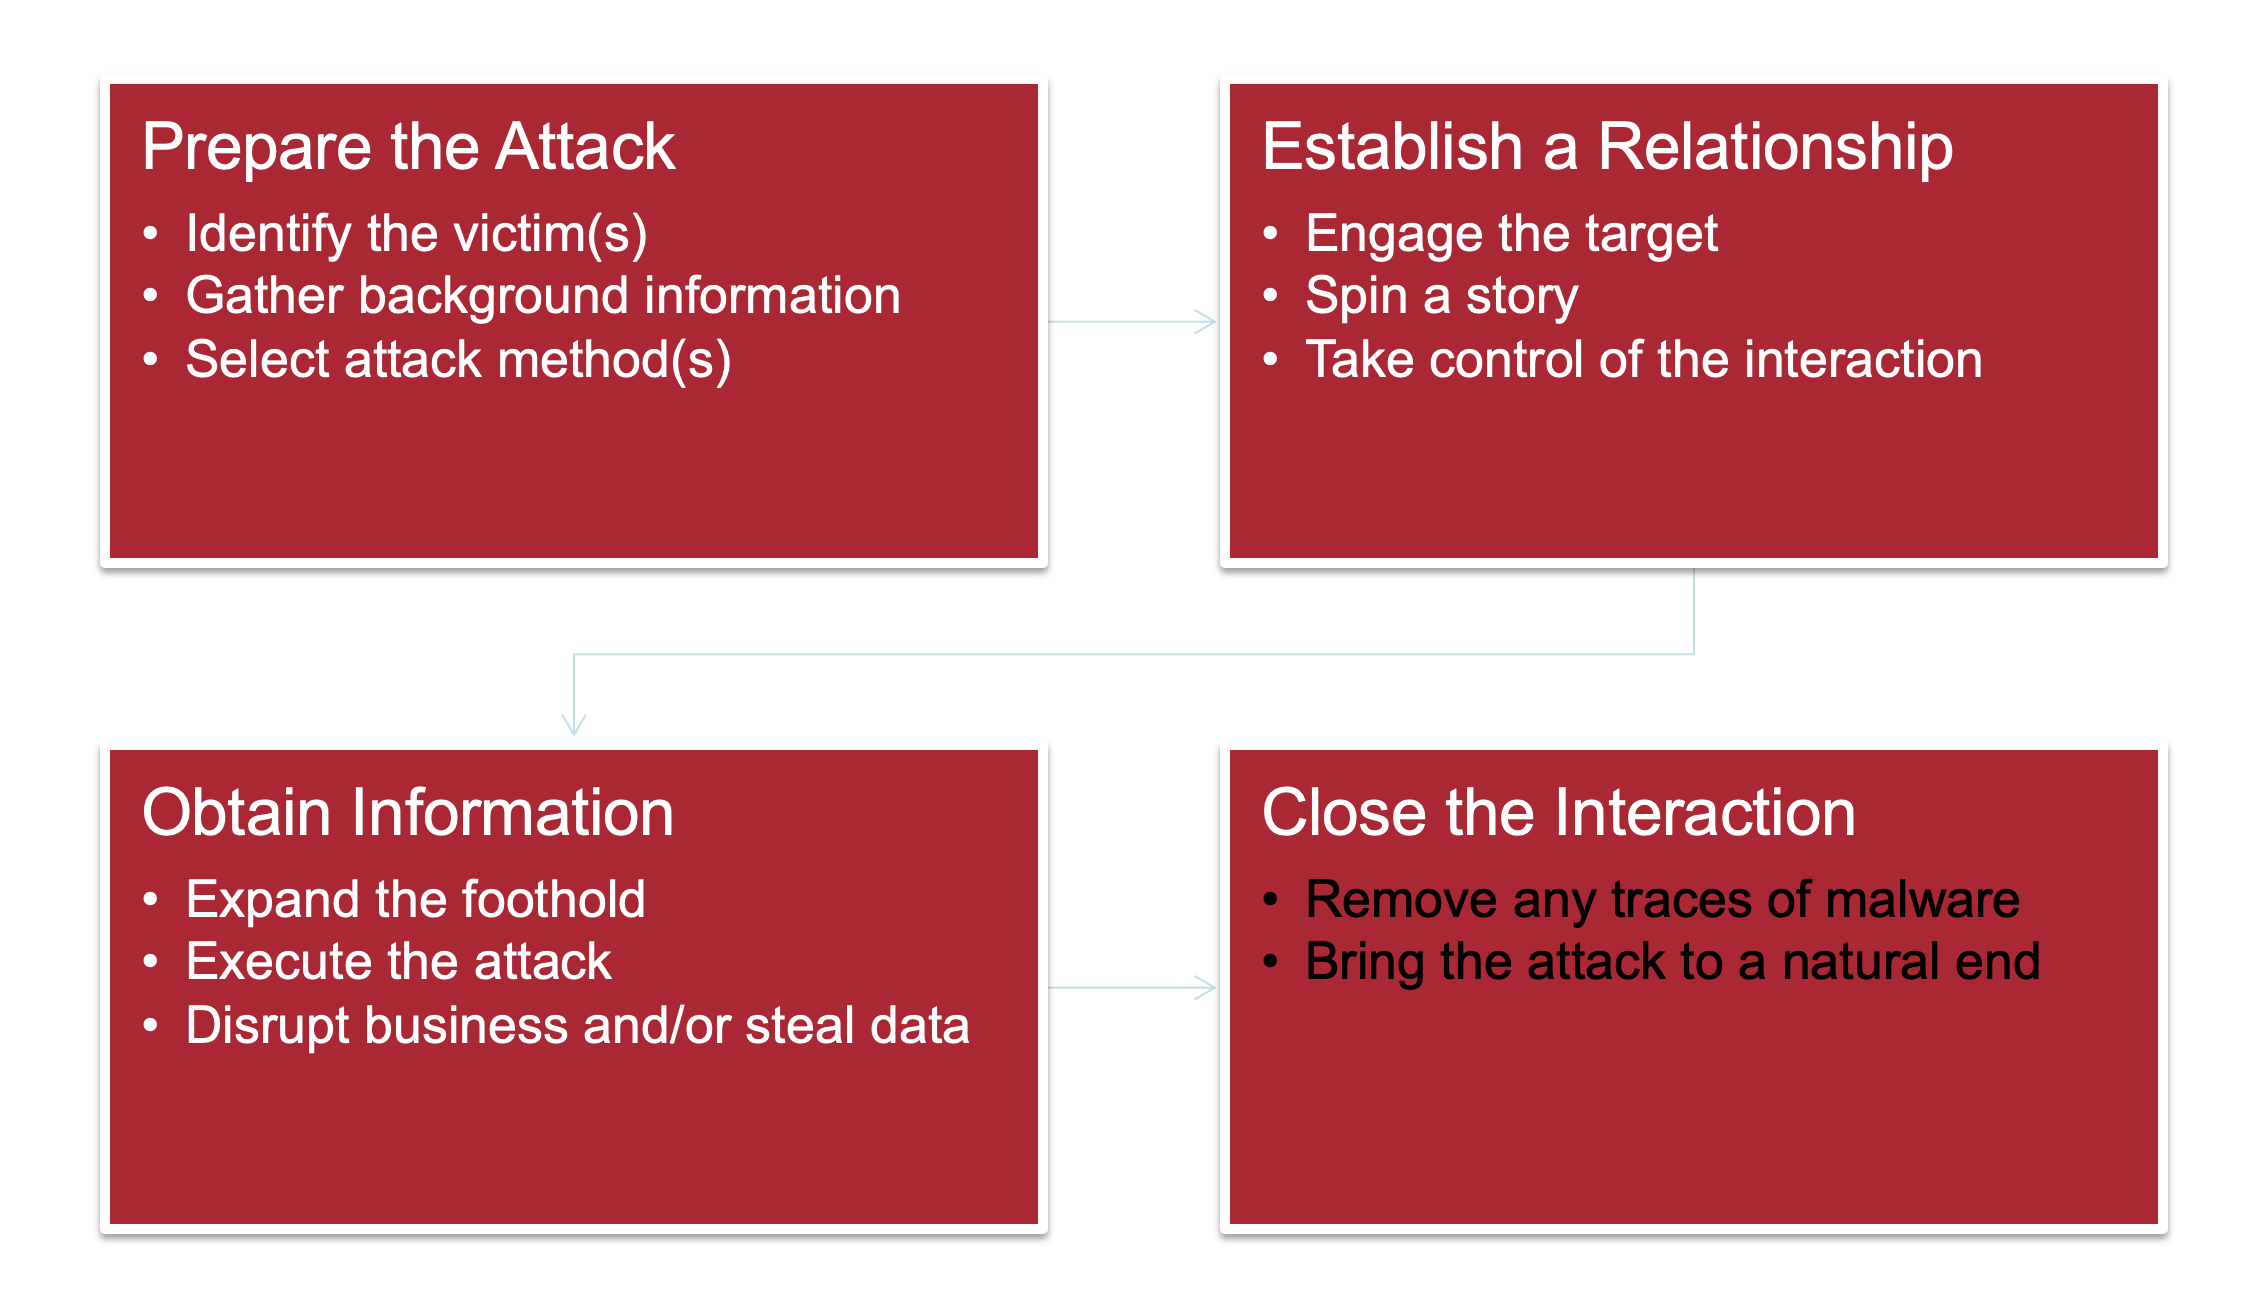 Prepare the Attack
• Identify the victim(s)
• Gather background information
• Select attack method(s)
Establish a Relationship
• Engage the target
• Spin a story
• Take control of the interaction
Obtain Information
• Expand the foothold
• Execute the attack
• Disrupt business and/or steal data
Close the Interaction
• Remove any traces of malware
• Bring the attack to a natural end